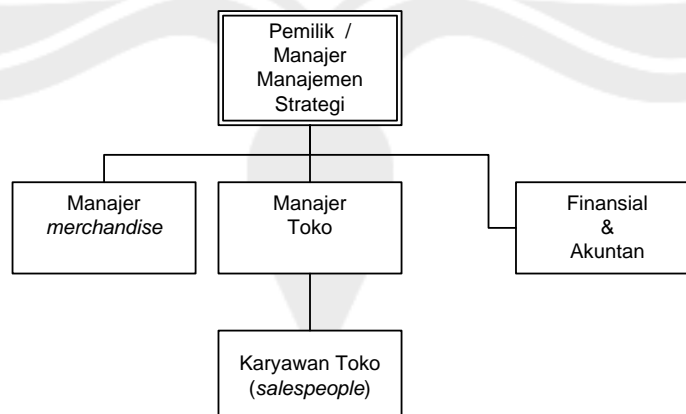 Pemilik /
Manajer
Manajemen
Strategi
Manajer
merchandise
Manajer
Toko
Finansial
&
Akuntan
Karyawan Toko
(salespeople)